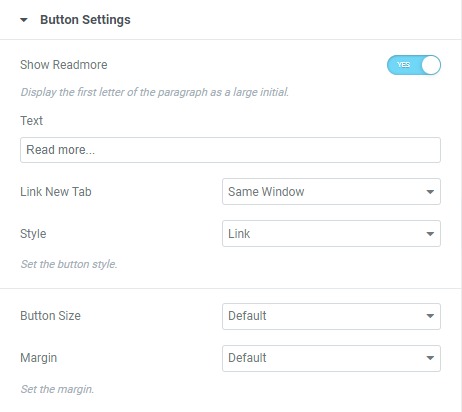 Button Settings
Show Readmore YES
Display the first letter of the paragraph as a large initial.
Text
Read more...
Link New Tab Same Window
Style Link
Set the button style.
Button Size Default
Margin Default
Set the margin.